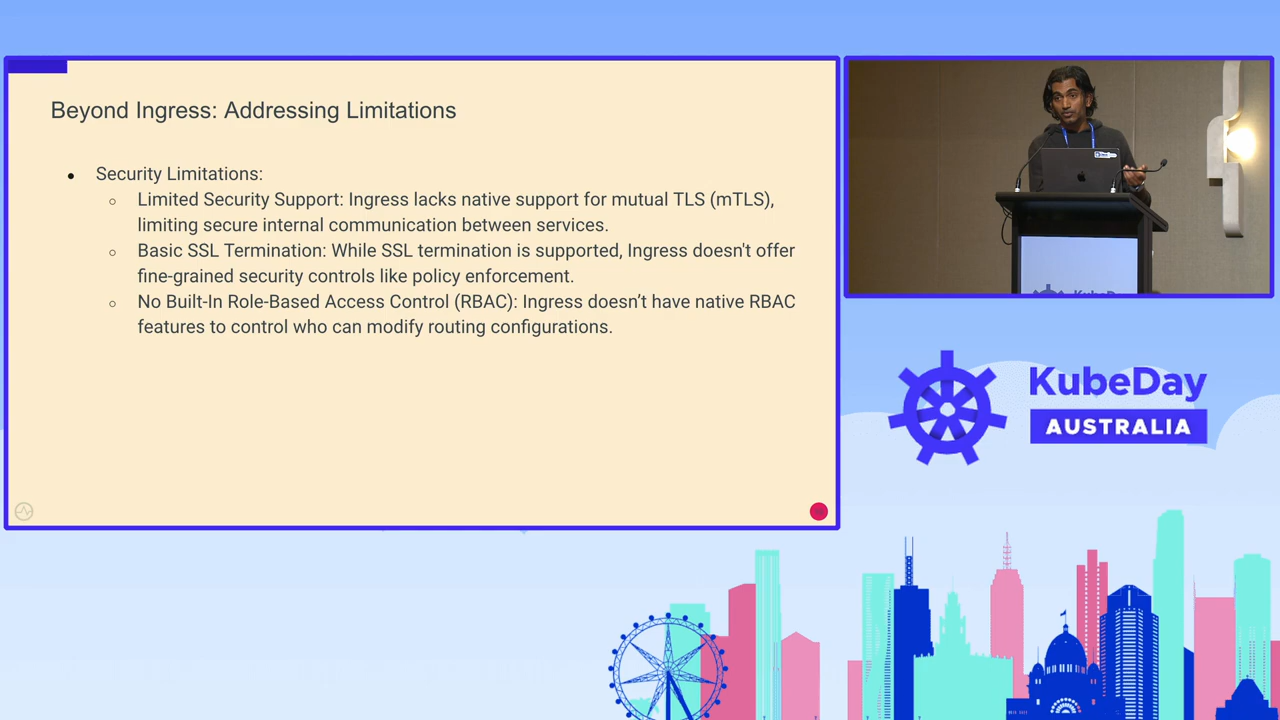 Beyond Ingress: Addressing Limitations
● Security Limitations:
○ Limited Security Support: Ingress lacks native support for mutual TLS (mTLS),
limiting secure internal communication between services.
○ Basic SSL Termination: While SSL termination is supported, Ingress doesn't offer
fine-grained security controls like policy enforcement.
○ No Built-In Role-Based Access Control (RBAC): Ingress doesn’t have native RBAC
features to control who can modify routing configurations.
KubeDay
AUSTRALIA